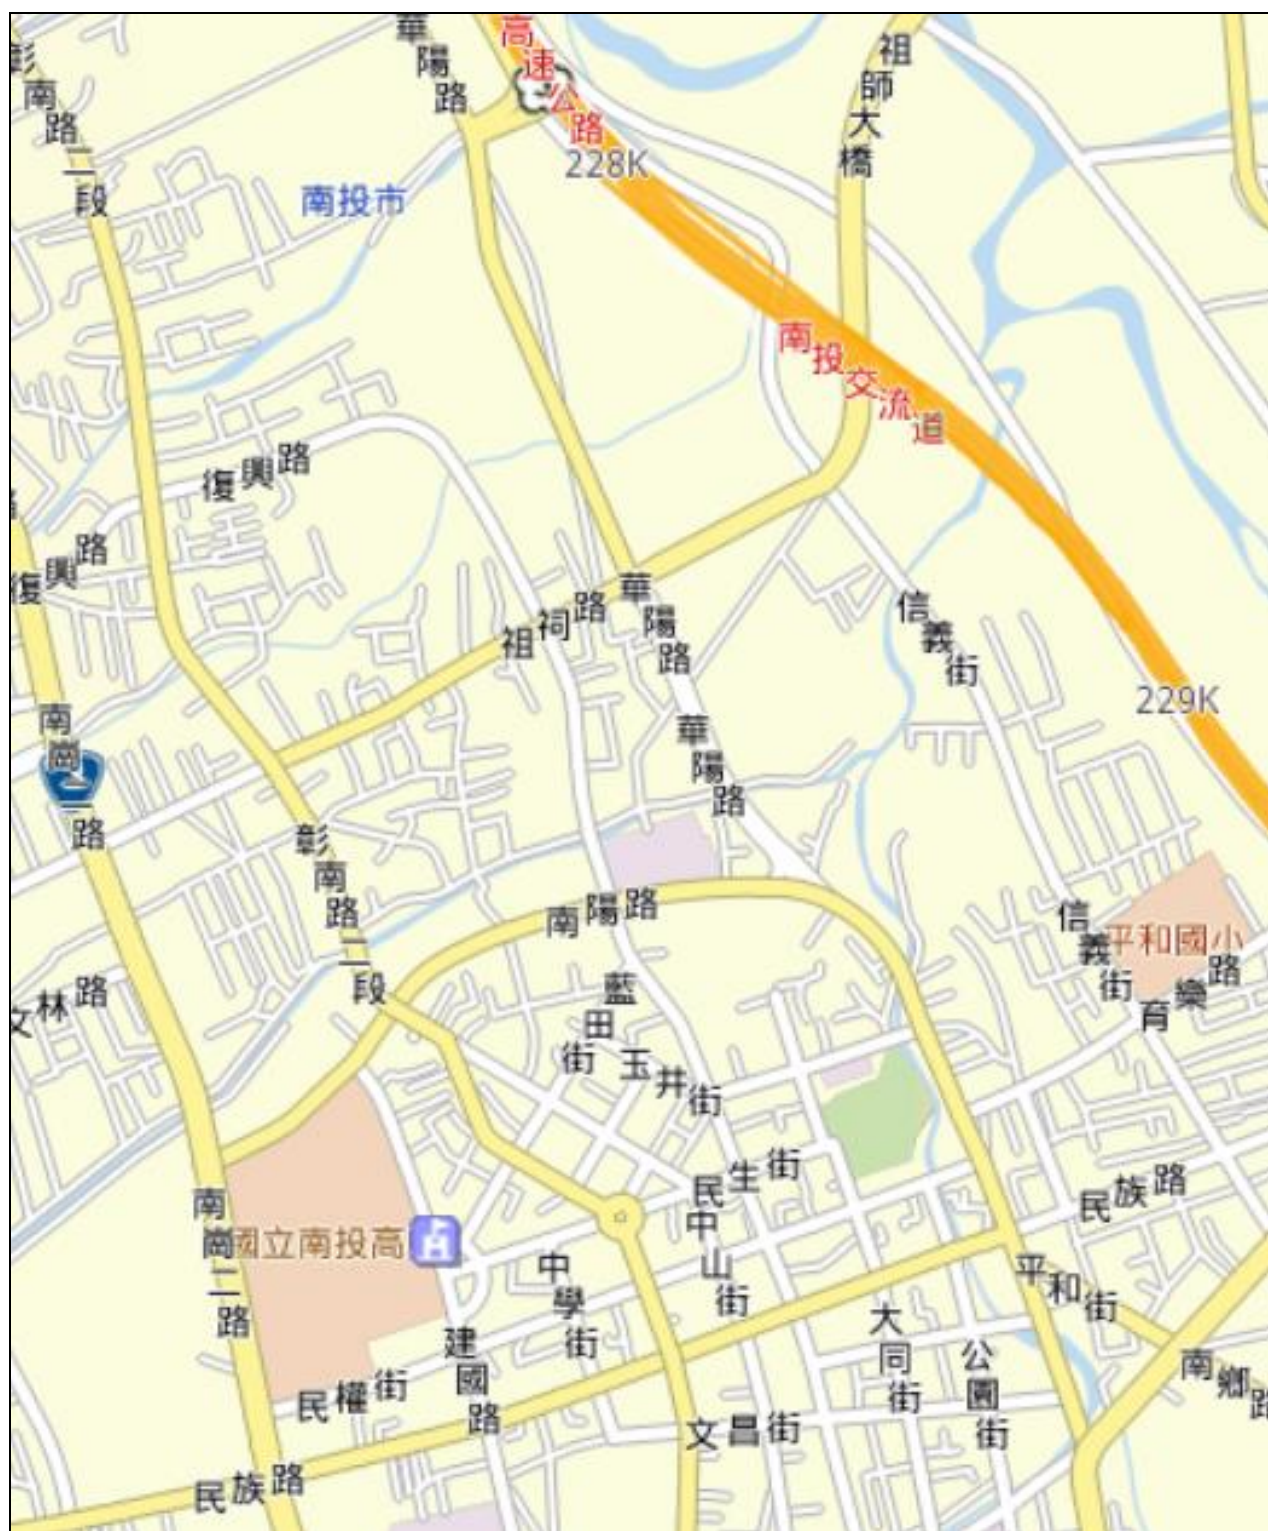 華陽路
高速公路
祖師大橋
彰南路二段
228K
南投市
南投交流道
復興路
復興路
祖祠路
華陽路
信義街
229K
南崗二路
華陽路
彰南路二段
南陽路
信義街
平和國小
育樂路
文林路
藍田街
玉井街
民生街
民族路
南崗二路
國立南投高
中山街
中學街
平和街
大同街
公園街
南鄉路
建國路
民權街
文昌街
民族路